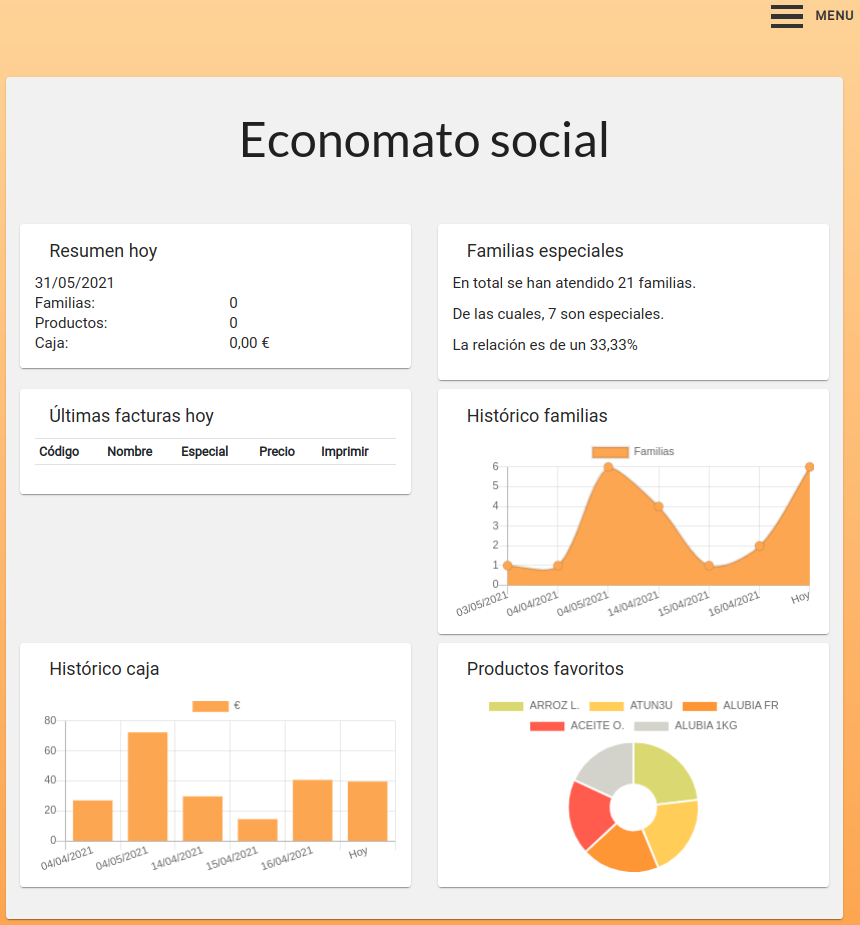 MENU
Economato social
Resumen hoy
31/05/2021
Familias: 0
Productos: 0
Caja: 0,00 €
Familias especiales
En total se han atendido 21 familias.
De las cuales, 7 son especiales.
La relación es de un 33,33%
Últimas facturas hoy
Código Nombre Especial Precio Imprimir
Histórico familias
Familias
6
5
4
3
2
1
0
03/05/2021 04/04/2021 04/05/2021 14/04/2021 15/04/2021 16/04/2021 Hoy
Histórico caja
€
80
60
40
20
0
04/04/2021 04/05/2021 14/04/2021 15/04/2021 16/04/2021 Hoy
Productos favoritos
ARROZ L. ATUN3U ALUBIA FR
ACEITE O. ALUBIA 1KG